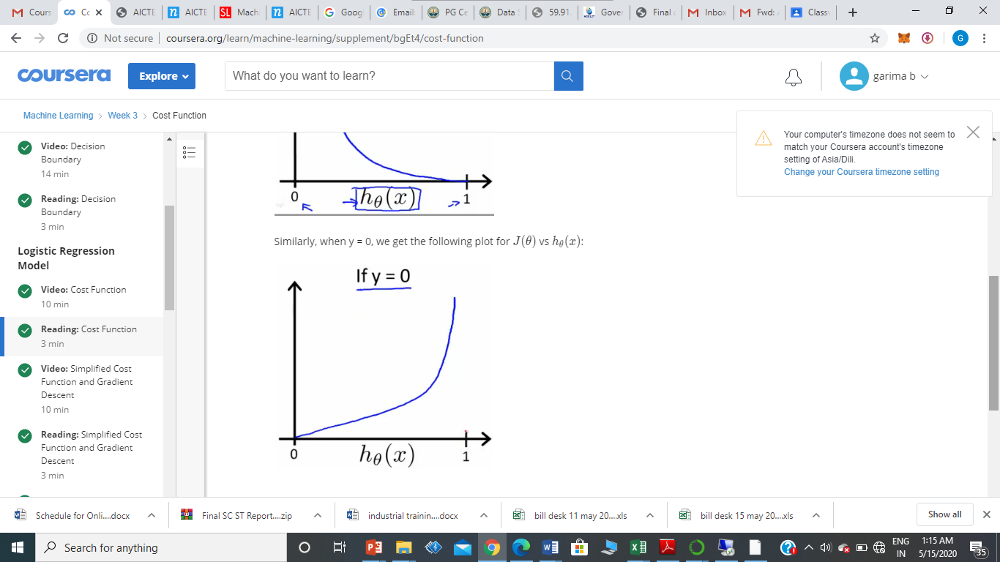 Cours
Co
AICTE
AICTE
Mach
AICTE
Goog
Email:
PG Ce
Data
59.91.
Gover
Final
Inbox
Fwd:
Class
Not secure
coursera.org/learn/machine-learning/supplement/bgEt4/cost-function
G
coursera
Explore
What do you want to learn?
garima b
Machine Learning > Week 3 > Cost Function
Your computer's timezone does not seem to
match your Coursera account's timezone
setting of Asia/Dili.
Change your Coursera timezone setting
Video: Decision
Boundary
14 min
Reading: Decision
Boundary
3 min
Logistic Regression
Model
Video: Cost Function
10 min
Reading: Cost Function
3 min
Video: Simplified Cost
Function and Gradient
Descent
10 min
Reading: Simplified Cost
Function and Gradient
Descent
3 min
0 hθ(x) 1
Similarly, when y = 0, we get the following plot for J(θ) vs hθ(x):
If y = 0
0 hθ(x) 1
Schedule for Onli....docx
Final SC ST Report....zip
industrial trainin....docx
bill desk 11 may 20....xls
bill desk 15 may 20....xls
Show all
Search for anything
ENG
IN
1:15 AM
5/15/2020
35